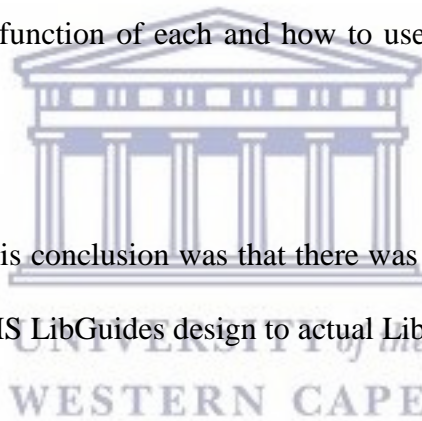 function of each and how to use
is conclusion was that there was
IS LibGuides design to actual Lib
UNIVERSITY of the
WESTERN CAPE